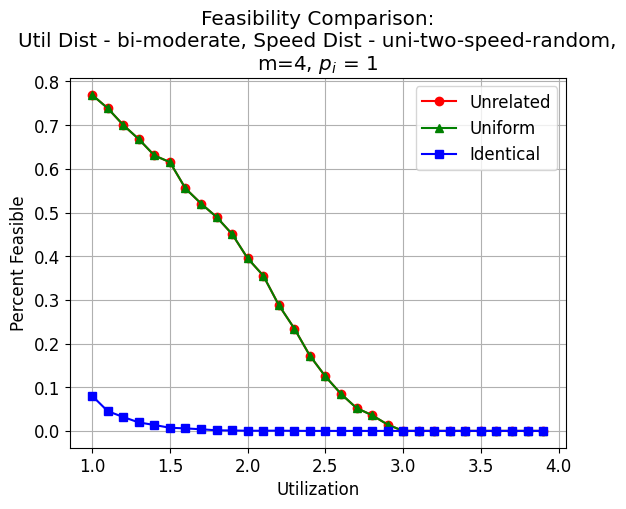 Feasibility Comparison:
Util Dist - bi-moderate, Speed Dist - uni-two-speed-random,
m=4, $p_i$ = 1
Unrelated
Uniform
Identical
Percent Feasible
0.8
0.7
0.6
0.5
0.4
0.3
0.2
0.1
0.0
1.0 1.5 2.0 2.5 3.0 3.5 4.0
Utilization